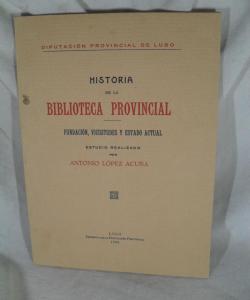 DIPUTACIÓN PROVINCIAL DE LUGO
HISTORIA
DE LA
BIBLIOTECA PROVINCIAL
FUNDACIÓN, VICISITUDES Y ESTADO ACTUAL
ESTUDIO REALIZADO
POR
ANTONIO LÓPEZ ACUÑA
LUGO